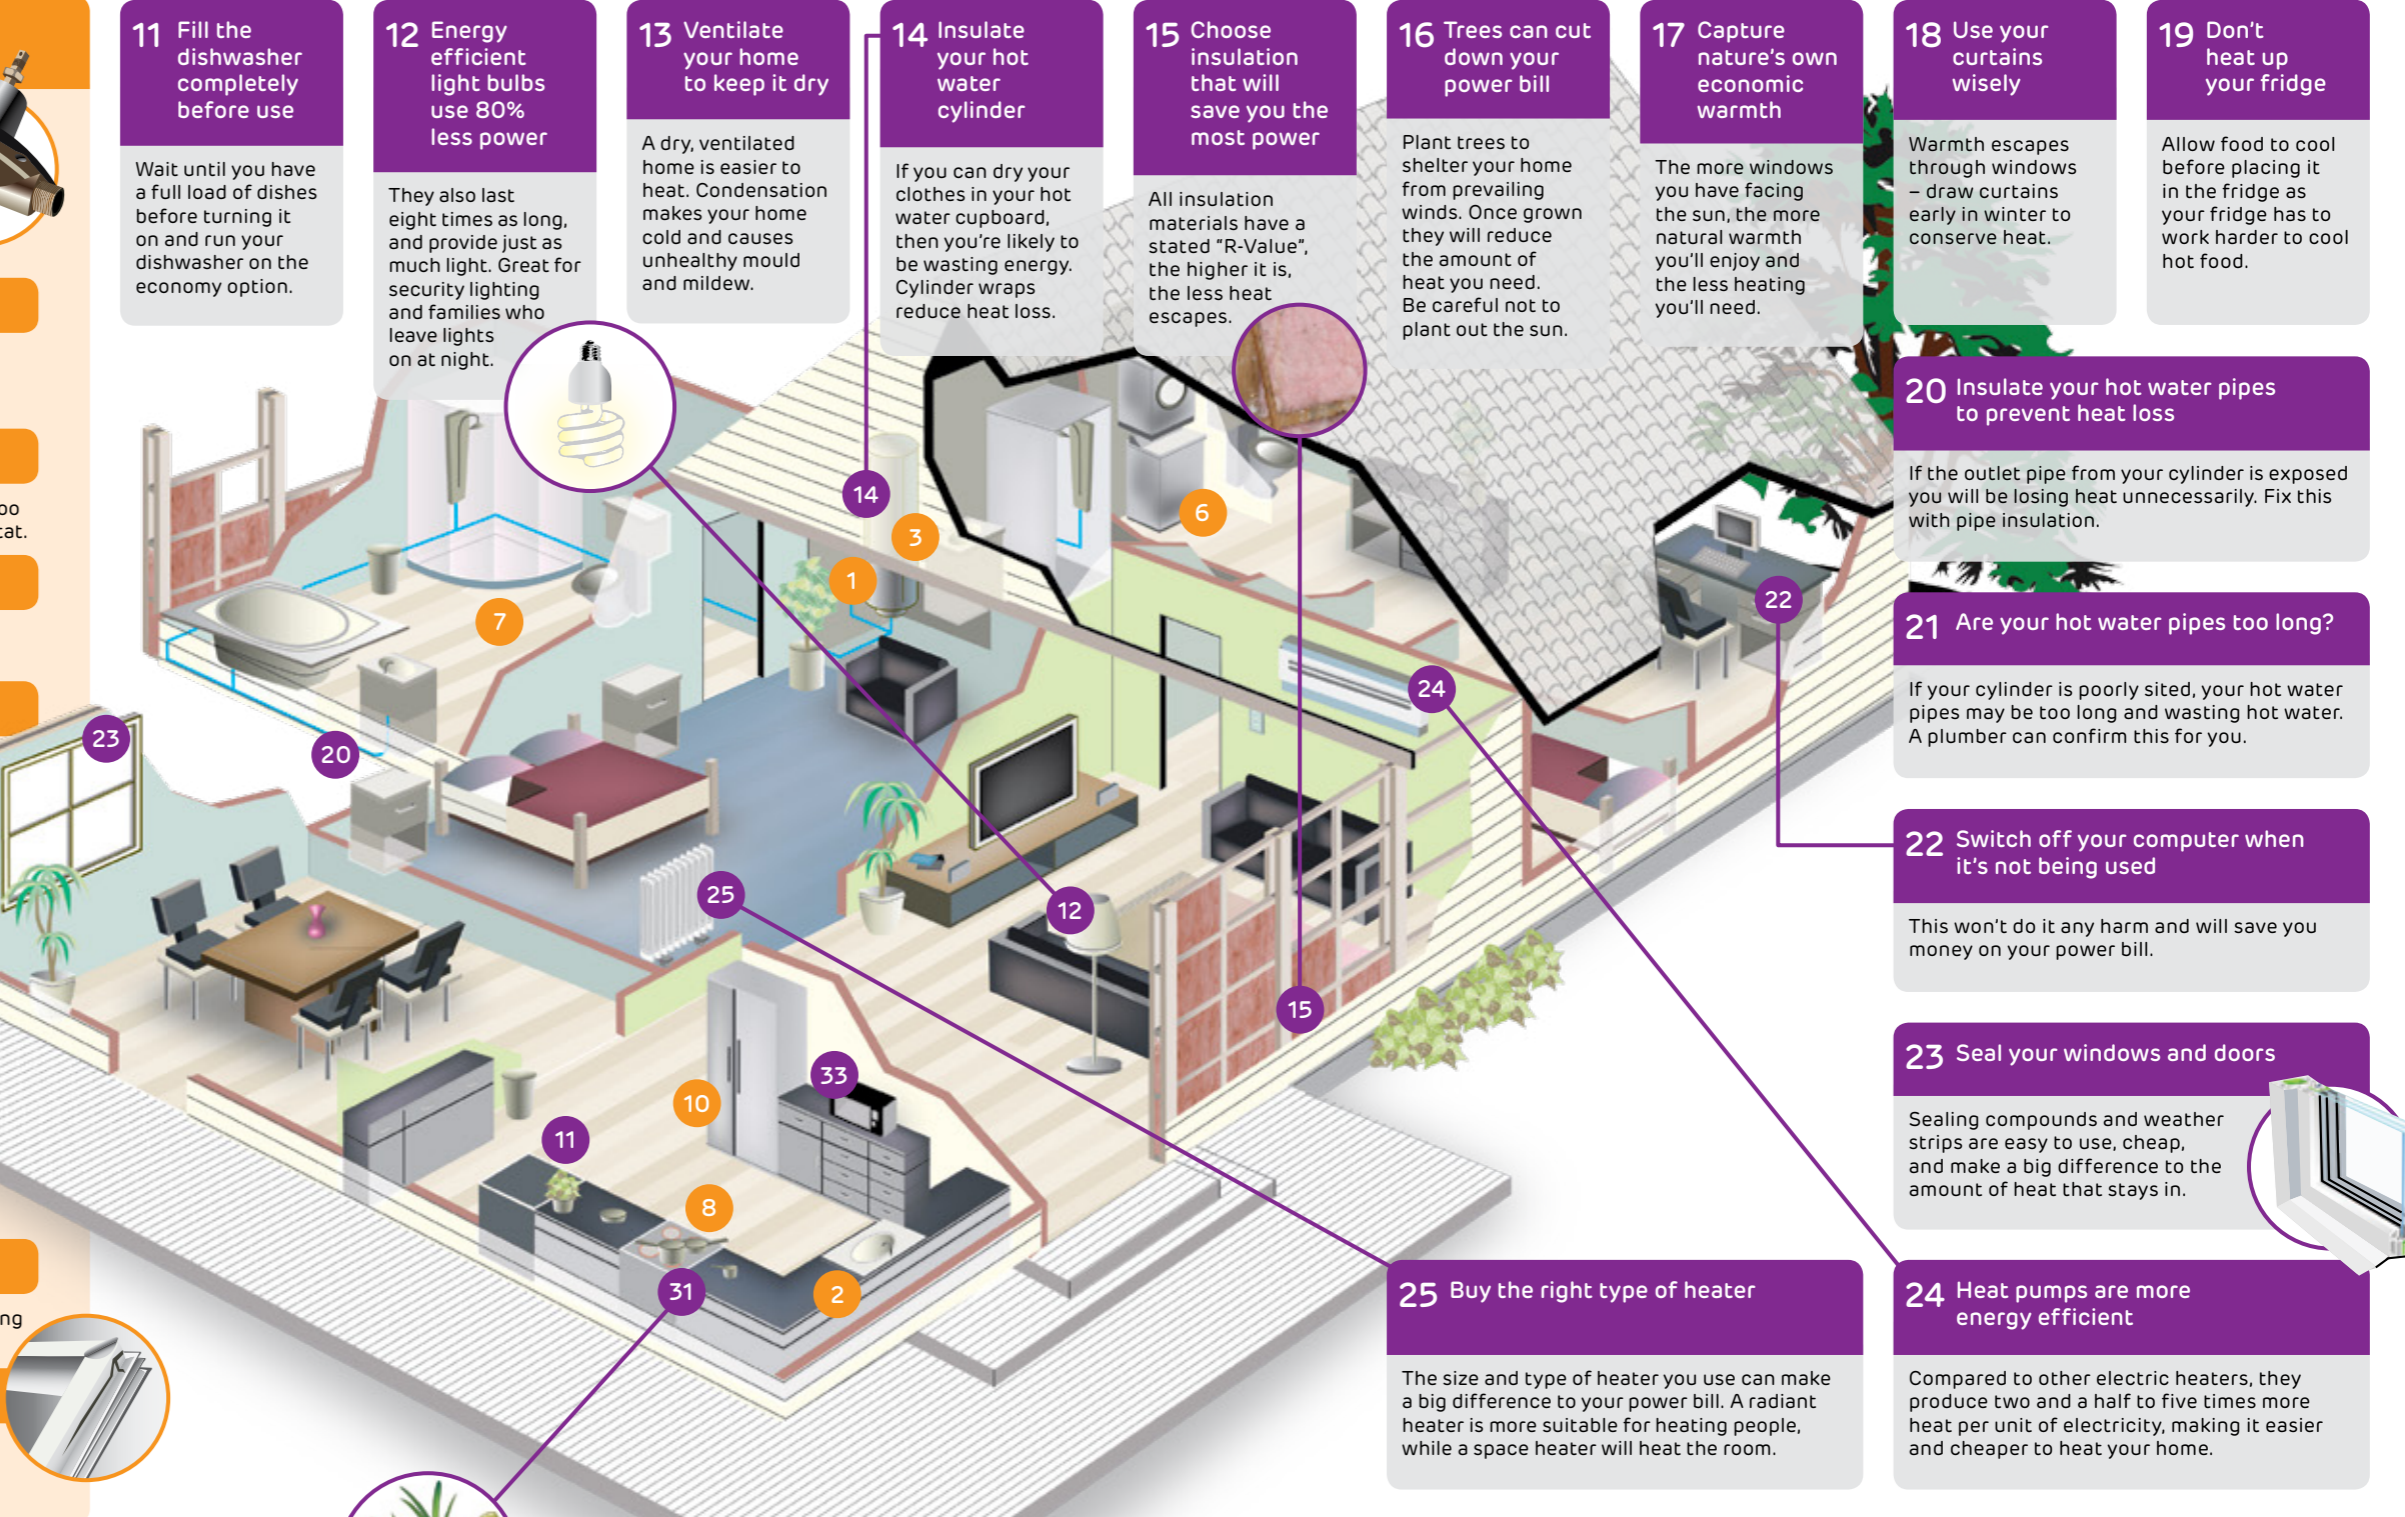 11 Fill the
dishwasher
completely
before use
Wait until you have
a full load of dishes
before turning it
on and run your
dishwasher on the
economy option.
12 Energy
efficient
light bulbs
use 80%
less power
They also last
eight times as long,
and provide just as
much light. Great for
security lighting
and families who
leave lights
on at night.
13 Ventilate
your home
to keep it dry
A dry, ventilated
home is easier to
heat. Condensation
makes your home
cold and causes
unhealthy mould
and mildew.
14 Insulate
your hot
water
cylinder
If you can dry your
clothes in your hot
water cupboard,
then you're likely to
be wasting energy.
Cylinder wraps
reduce heat loss.
15 Choose
insulation
that will
save you the
most power
All insulation
materials have a
stated “R-Value”,
the higher it is,
the less heat
escapes.
16 Trees can cut
down your
power bill
Plant trees to
shelter your home
from prevailing
winds. Once grown
they will reduce
the amount of
heat you need.
Be careful not to
plant out the sun.
17 Capture
nature's own
economic
warmth
The more windows
you have facing
the sun, the more
natural warmth
you'll enjoy and
the less heating
you'll need.
18 Use your
curtains
wisely
Warmth escapes
through windows
– draw curtains
early in winter to
conserve heat.
19 Don't
heat up
your fridge
Allow food to cool
before placing it
in the fridge as
your fridge has to
work harder to cool
hot food.
20 Insulate your hot water pipes
to prevent heat loss
If the outlet pipe from your cylinder is exposed
you will be losing heat unnecessarily. Fix this
with pipe insulation.
21 Are your hot water pipes too long?
If your cylinder is poorly sited, your hot water
pipes may be too long and wasting hot water.
A plumber can confirm this for you.
22 Switch off your computer when
it's not being used
This won't do it any harm and will save you
money on your power bill.
23 Seal your windows and doors
Sealing compounds and weather
strips are easy to use, cheap,
and make a big difference to the
amount of heat that stays in.
24 Heat pumps are more
energy efficient
Compared to other electric heaters, they
produce two and a half to five times more
heat per unit of electricity, making it easier
and cheaper to heat your home.
25 Buy the right type of heater
The size and type of heater you use can make
a big difference to your power bill. A radiant
heater is more suitable for heating people,
while a space heater will heat the room.
14
3
1
6
7
22
24
23
20
25
12
15
33
10
11
8
31
2